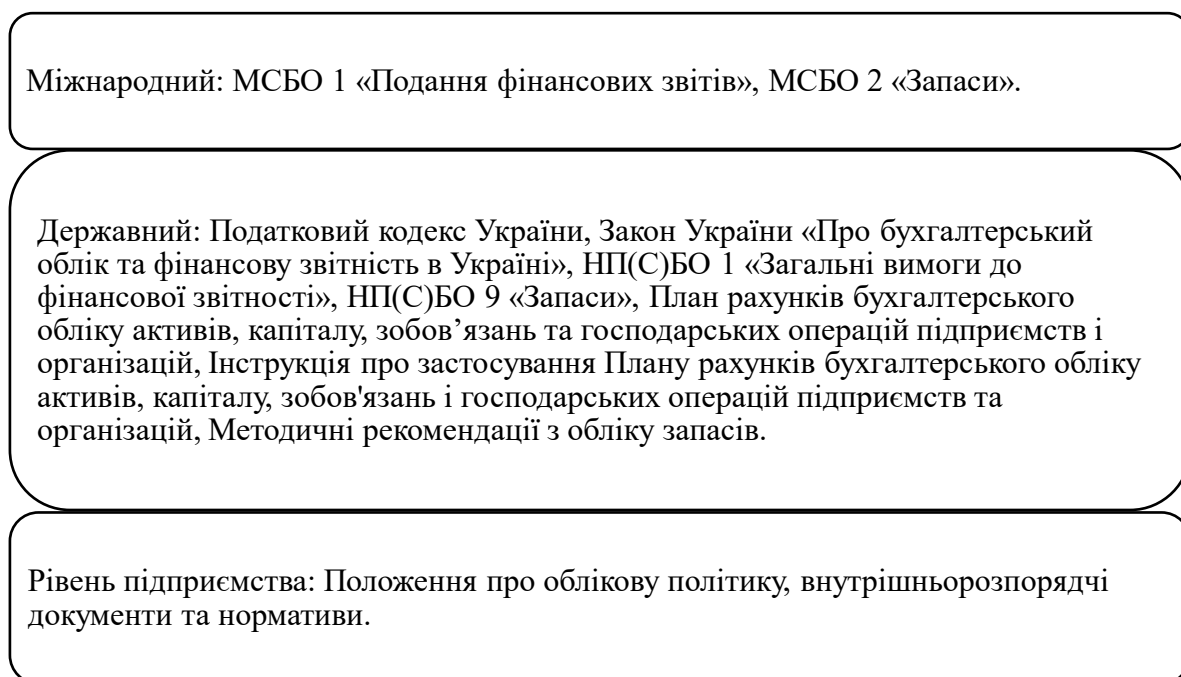 Міжнародний: МСБО 1 «Подання фінансових звітів», МСБО 2 «Запаси».
Державний: Податковий кодекс України, Закон України «Про бухгалтерський
облік та фінансову звітність в Україні», НП(С)БО 1 «Загальні вимоги до
фінансової звітності», НП(С)БО 9 «Запаси», План рахунків бухгалтерського
обліку активів, капіталу, зобов’язань та господарських операцій підприємств і
організацій, Інструкція про застосування Плану рахунків бухгалтерського обліку
активів, капіталу, зобов'язань і господарських операцій підприємств та
організацій, Методичні рекомендації з обліку запасів.
Рівень підприємства: Положення про облікову політику, внутрішньорозпорядчі
документи та нормативи.